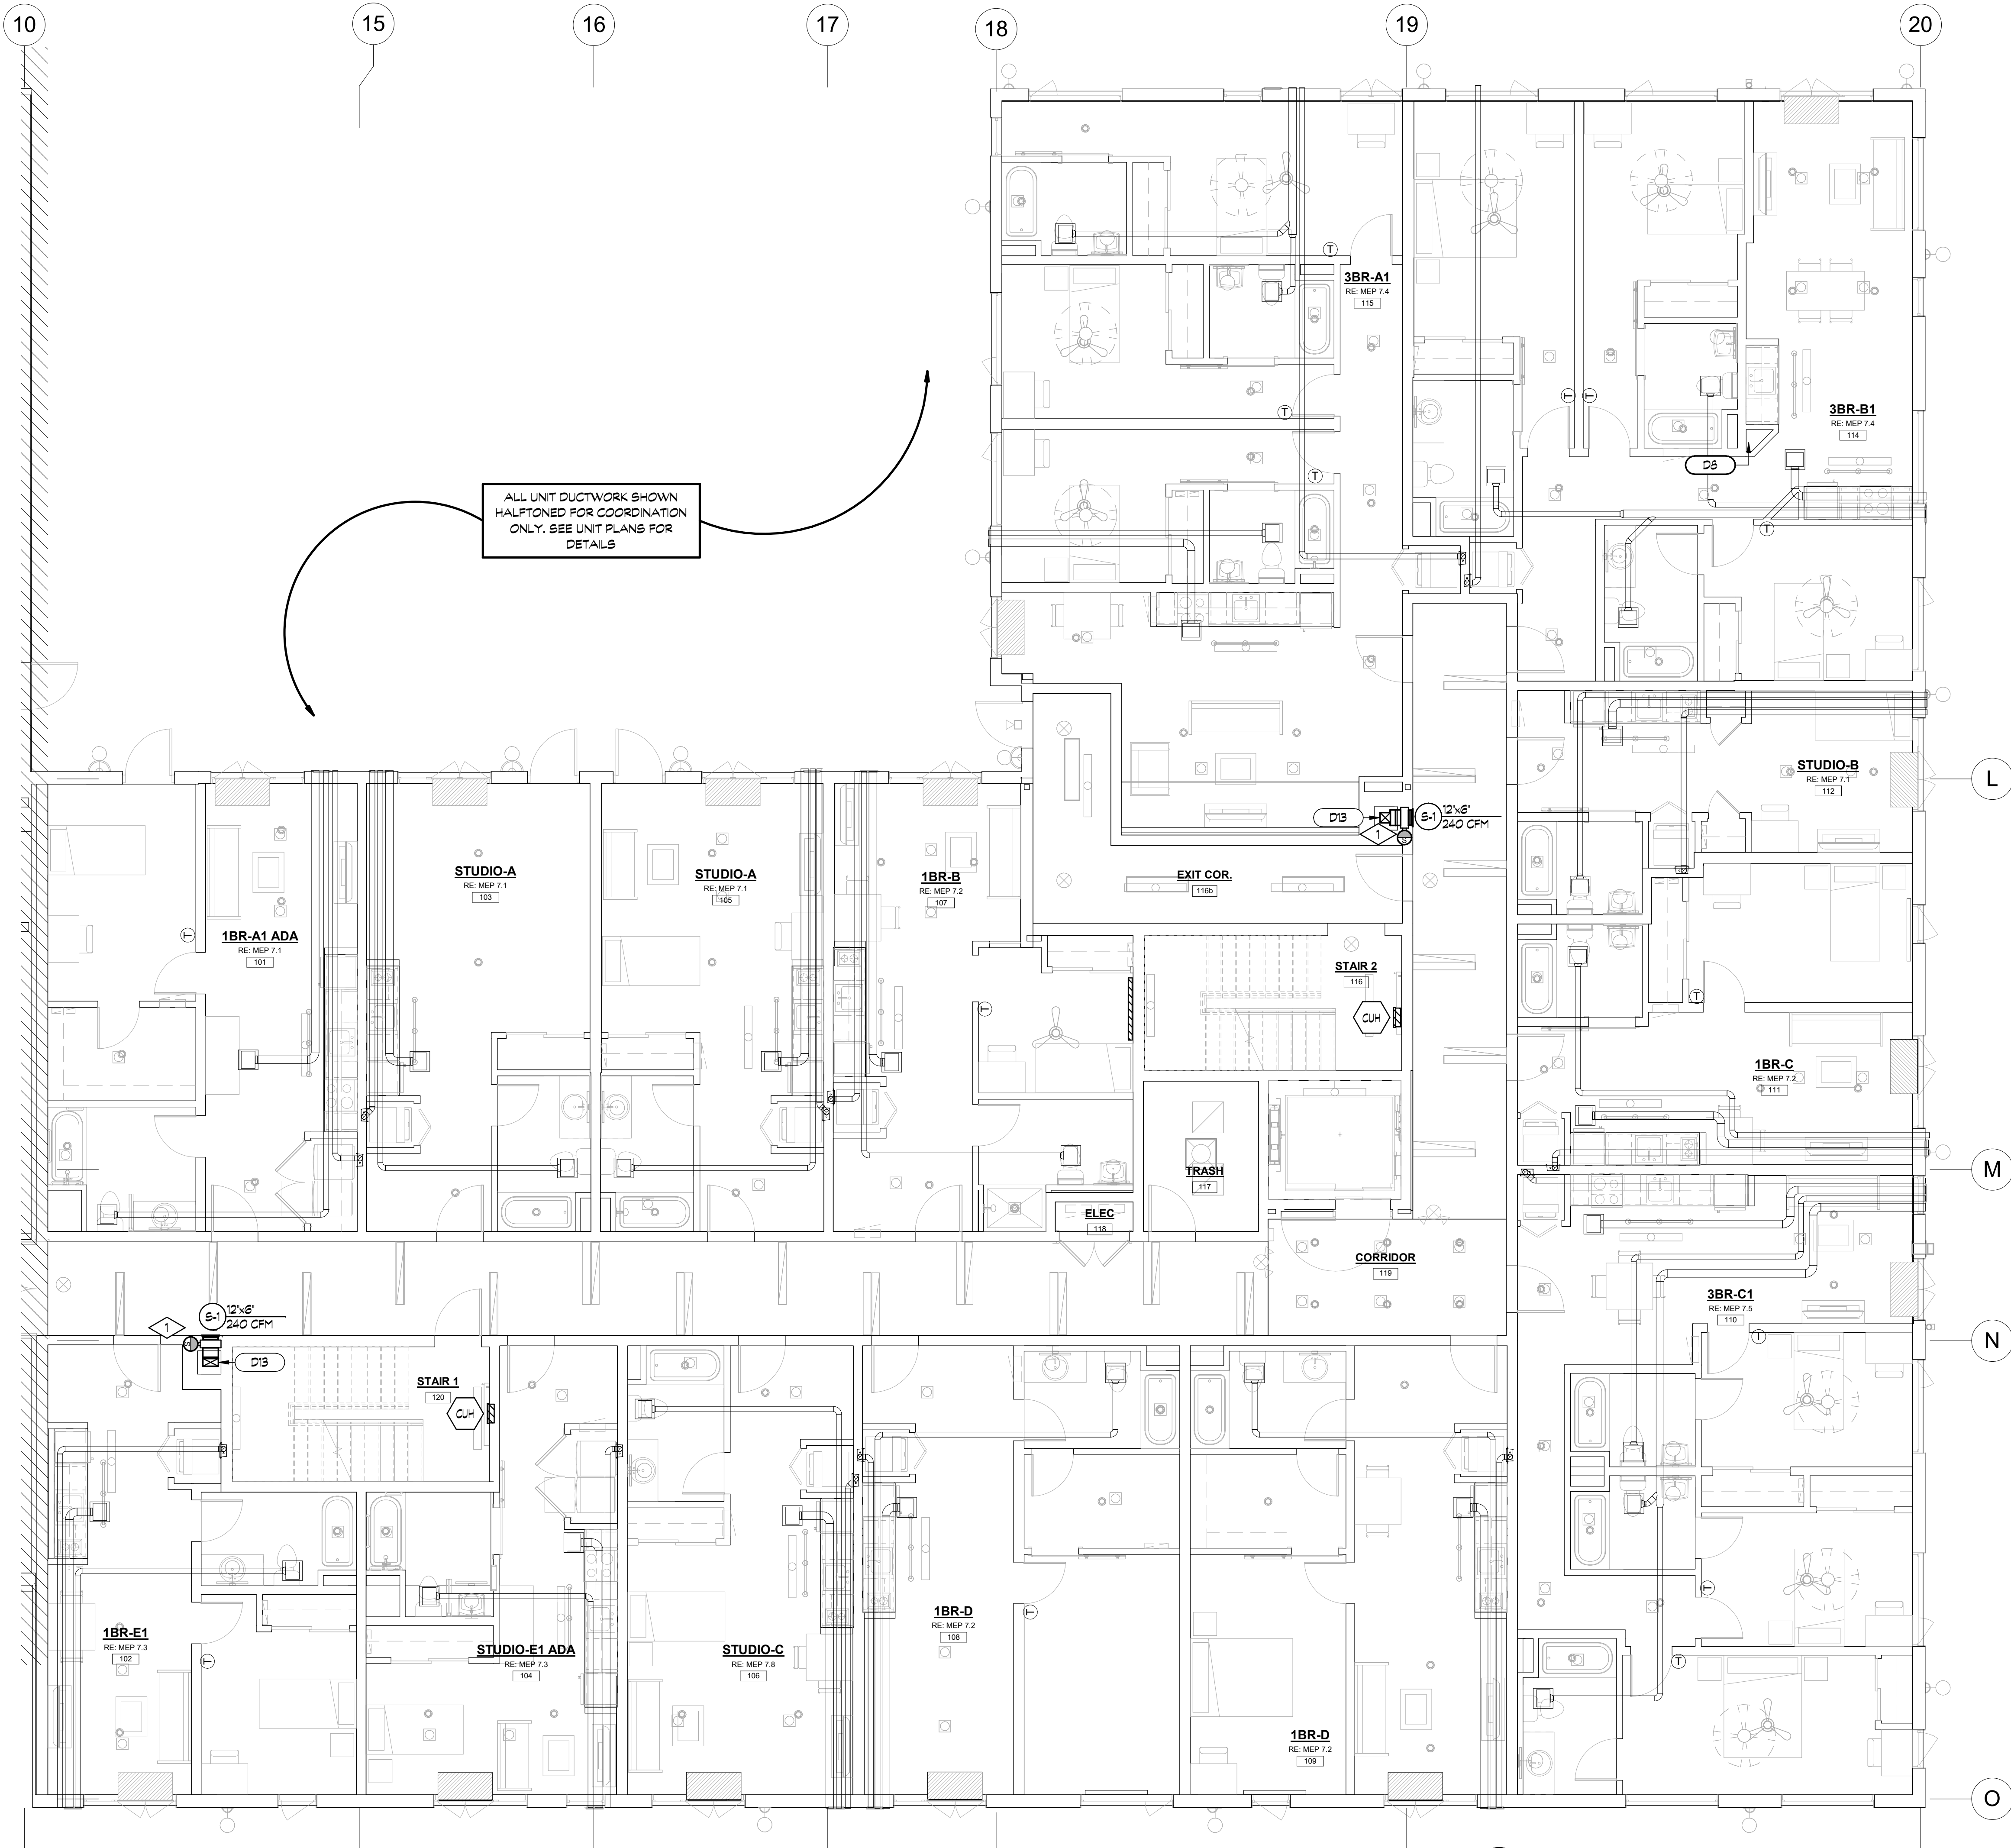 10
15
16
17
18
19
20
3BR-A1
RE: MEP 7.4
115
T
T
T
T
T
3BR-B1
RE: MEP 7.4
114
D8
T
ALL UNIT DUCTWORK SHOWN
HALFTONED FOR COORDINATION
ONLY. SEE UNIT PLANS FOR
DETAILS
STUDIO-B
RE: MEP 7.1
112
L
D13
S-1
12"x6"
240 CFM
1
S
STUDIO-A
RE: MEP 7.1
103
STUDIO-A
RE: MEP 7.1
105
1BR-B
RE: MEP 7.2
107
EXIT COR.
116b
1BR-A1 ADA
RE: MEP 7.1
101
T
STAIR 2
116
CUH
T
T
1BR-C
RE: MEP 7.2
111
TRASH
117
M
ELEC
118
CORRIDOR
119
3BR-C1
RE: MEP 7.5
110
S-1
12"x6"
240 CFM
1
S
D13
T
N
STAIR 1
120
CUH
1BR-E1
RE: MEP 7.3
102
T
STUDIO-E1 ADA
RE: MEP 7.3
104
STUDIO-C
RE: MEP 7.8
106
1BR-D
RE: MEP 7.2
108
T
T
T
1BR-D
RE: MEP 7.2
109
O